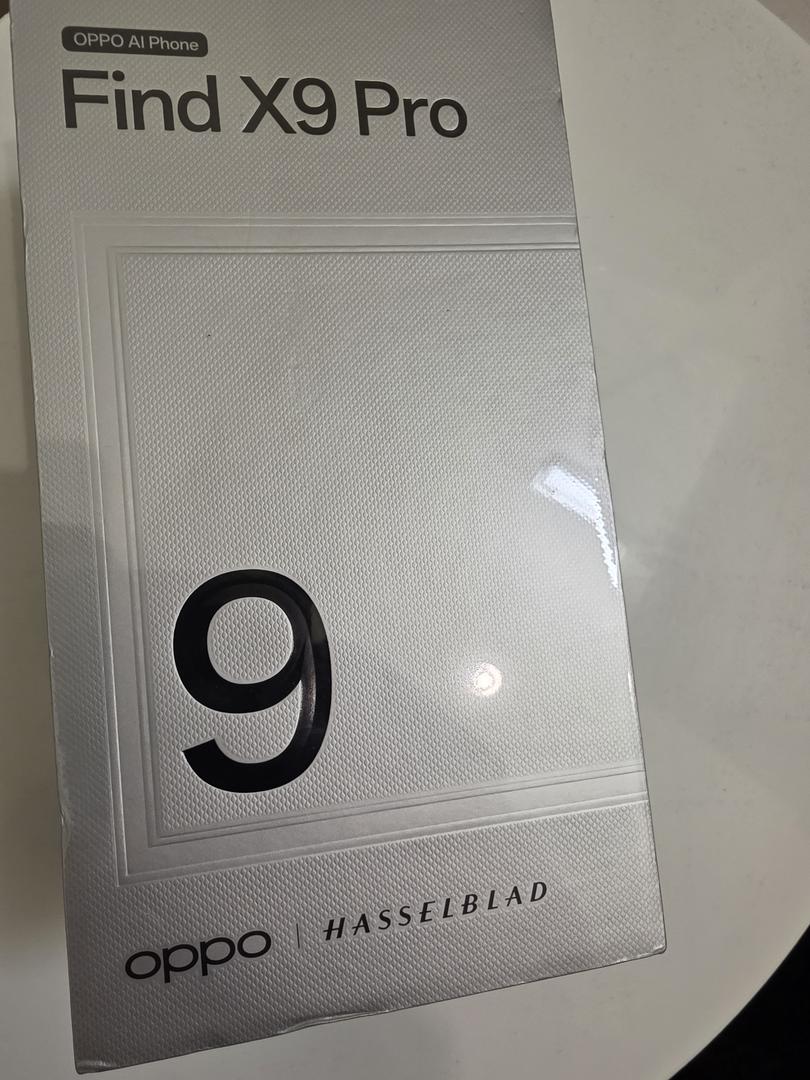 OPPO AI Phone
Find X9 Pro
9
oppo | HASSELBLAD